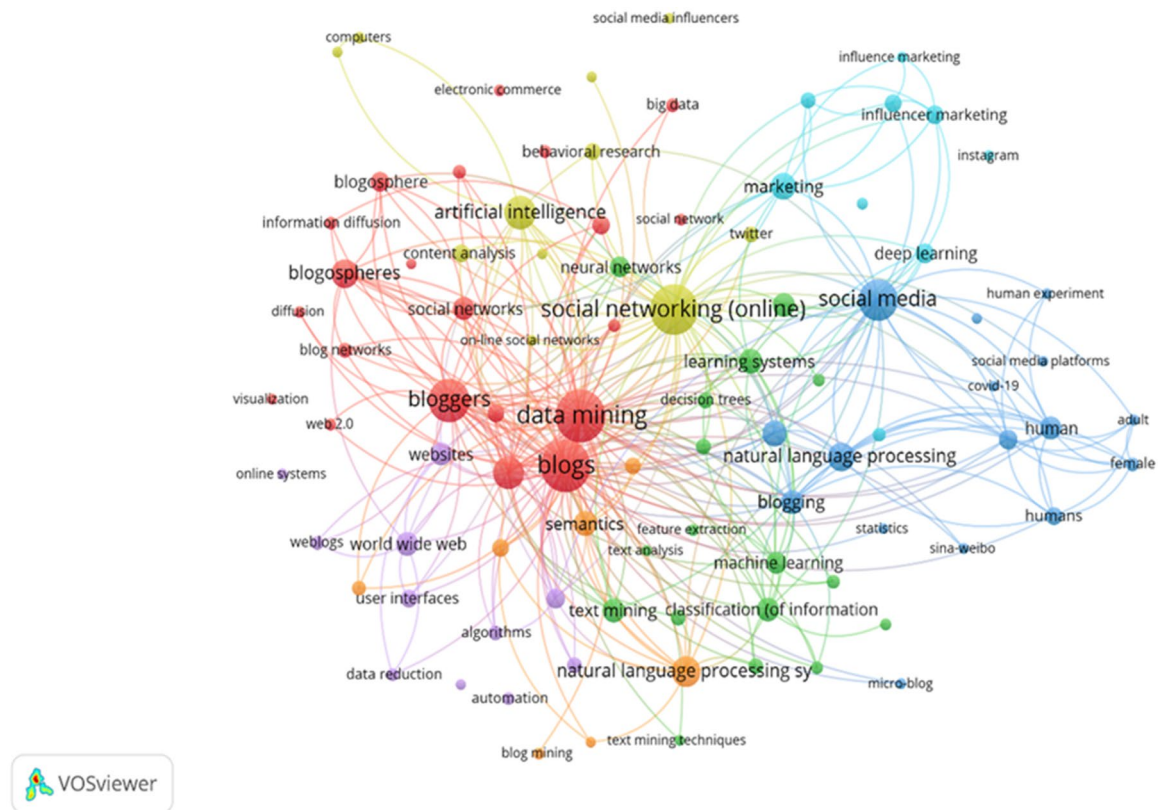 social media influencers
computers
influence marketing
electronic commerce
big data
influencer marketing
behavioral research
instagram
blogosphere
marketing
artificial intelligence
information diffusion
social network
twitter
content analysis
deep learning
neural networks
blogospheres
human experiment
social media
diffusion
social networks
social networking (online)
on-line social networks
blog networks
learning systems
social media platforms
covid-19
visualization
bloggers
decision trees
data mining
web 2.0
adult
human
websites
natural language processing
blogs
female
online systems
blogging
humans
semantics
feature extraction
statistics
weblogs
world wide web
text analysis
sina-weibo
machine learning
user interfaces
text mining
classification (of information
algorithms
data reduction
natural language processing sy
micro-blog
automation
text mining techniques
blog mining
VOSviewer